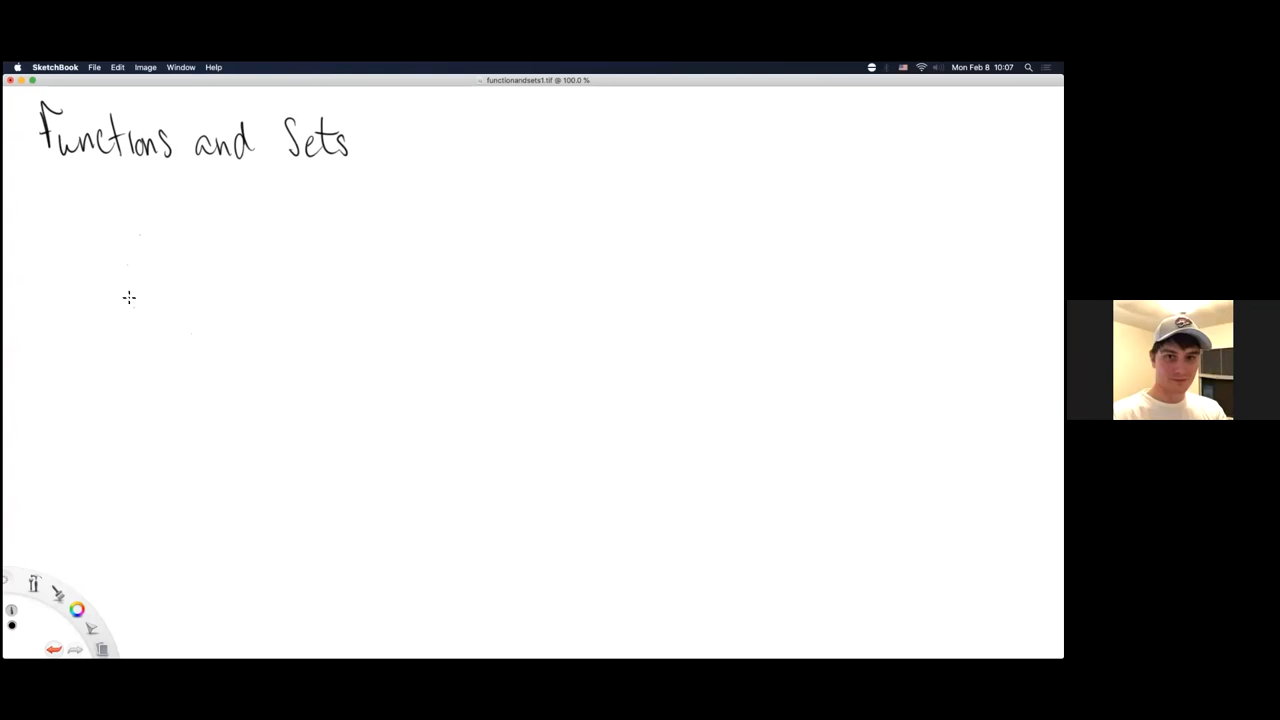 SketchBook File Edit Image Window Help Mon Feb 8 10:07
functionandsets1.tif @ 100.0 %
Functions and Sets